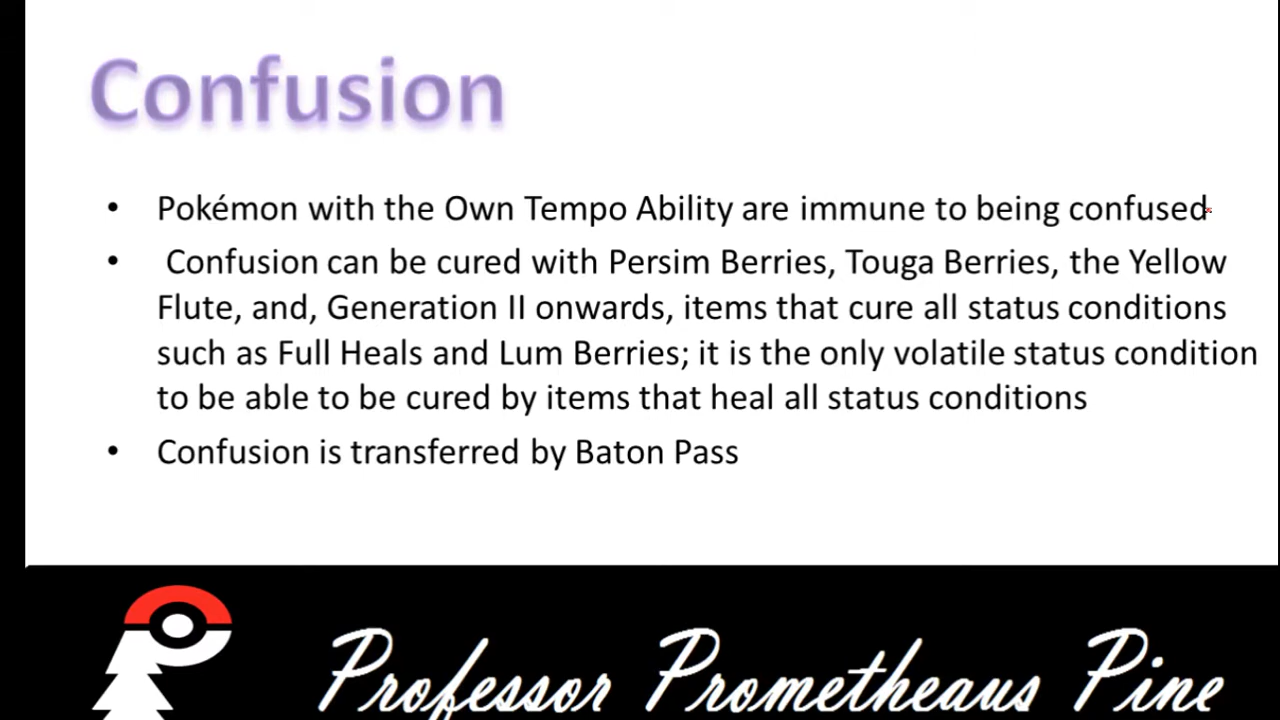 Confusion
• Pokémon with the Own Tempo Ability are immune to being confused
• Confusion can be cured with Persim Berries, Touga Berries, the Yellow
Flute, and, Generation II onwards, items that cure all status conditions
such as Full Heals and Lum Berries; it is the only volatile status condition
to be able to be cured by items that heal all status conditions
• Confusion is transferred by Baton Pass
Professor Prometheaus Pine